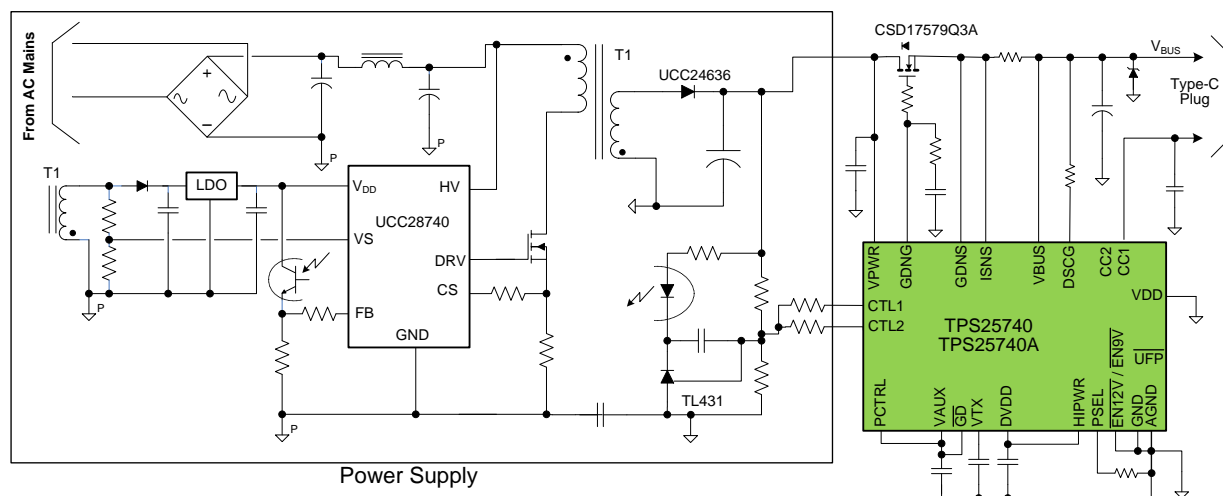 From AC Mains
T1
UCC24636
CSD17579Q3A
V_BUS
Type-C
Plug
P
P
T1
LDO
P
V_DD
HV
UCC28740
VS
DRV
CS
FB
GND
P
TL431
VPWR
GDNG
GDNS
ISNS
VBUS
DSCG
CC2
CC1
VDD
CTL1
CTL2
TPS25740
TPS25740A
UFP
PCTRL
VAUX
GD
VTX
DVDD
HIPWR
PSEL
EN12V / EN9V
GND
AGND
Power Supply